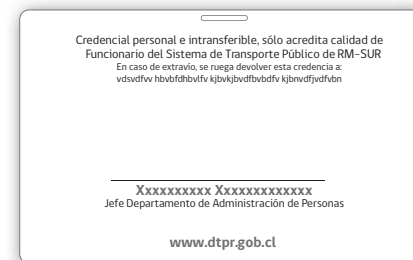 Credencial personal e intransferible, sólo acredita calidad de
Funcionario del Sistema de Transporte Público de RM-SUR
En caso de extravío, se ruega devolver esta credencial a:
vdsvdfvv hbvbfdhbvlfv kjbvkjbvdfbvbdfv kjbnvdfjvdfvbn
Xxxxxxxxxx Xxxxxxxxxxxxx
Jefe Departamento de Administración de Personas
www.dtpr.gob.cl